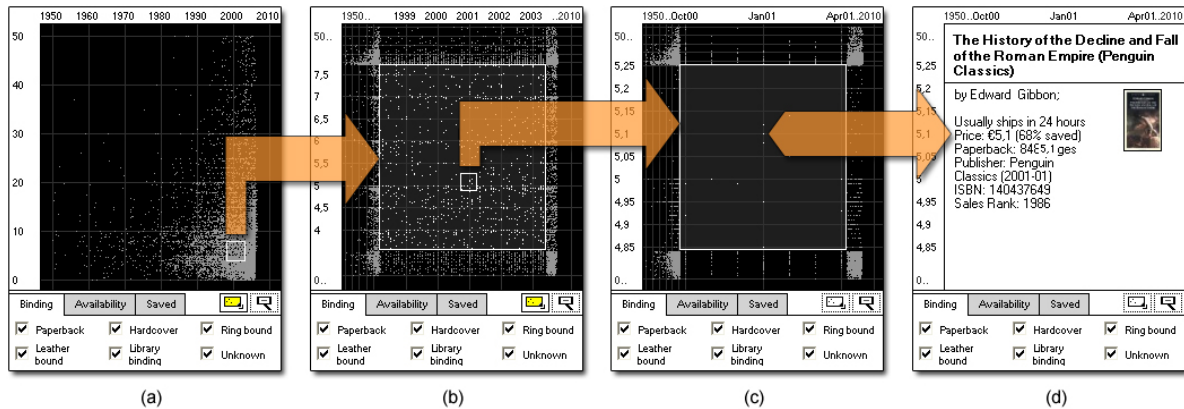 1950 1960 1970 1980 1990 2000 2010
50
40
30
20
10
0
Binding Availability Saved
Paperback Hardcover Ring bound
Leather bound Library binding Unknown
(a)
1950.. 1999 2000 2001 2002 2003 ..2010
50..
7,5
7
6,5
6
5,5
5
4,5
4
0..
Binding Availability Saved
Paperback Hardcover Ring bound
Leather bound Library binding Unknown
(b)
1950..Oct00 Jan01 Apr01..2010
50..
5,25
5,2
5,15
5,1
5,05
5
4,95
4,9
4,85
0..
Binding Availability Saved
Paperback Hardcover Ring bound
Leather bound Library binding Unknown
(c)
1950..Oct00 Jan01 Apr01..2010
50..
5,25
5,2
5,15
5,1
5,05
5
4,95
4,9
4,85
0..
The History of the Decline and Fall
of the Roman Empire (Penguin
Classics)
by Edward Gibbon;
Usually ships in 24 hours
Price: €5,1 (68% saved)
Paperback: 5,1 ges
Publisher: Penguin
Classics (2001-01)
ISBN: 140437649
Sales Rank: 1986
Binding Availability Saved
Paperback Hardcover Ring bound
Leather bound Library binding Unknown
(d)